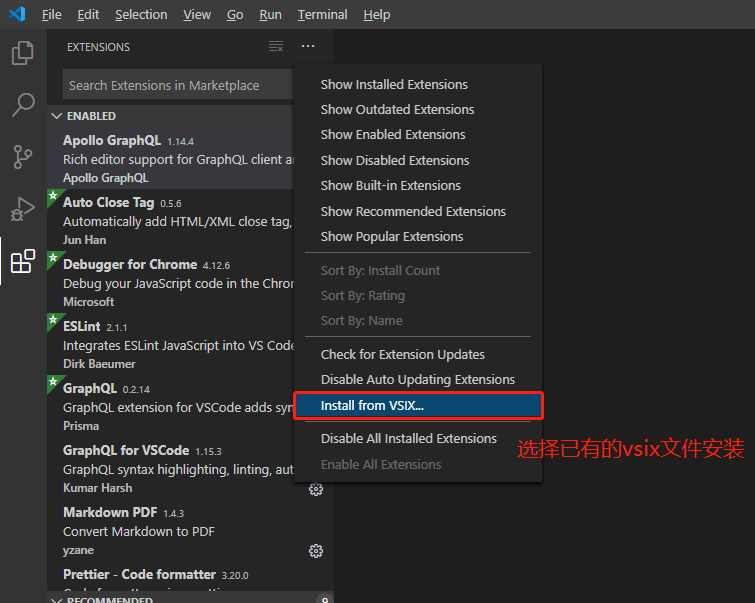 File Edit Selection View Go Run Terminal Help
EXTENSIONS
Search Extensions in Marketplace
ENABLED
Apollo GraphQL 1.14.4
Rich editor support for GraphQL client a
Apollo GraphQL
Auto Close Tag 0.5.6
Automatically add HTML/XML close tag,
Jun Han
Debugger for Chrome 4.12.6
Debug your JavaScript code in the Chror
Microsoft
ESLint 2.1.1
Integrates ESLint JavaScript into VS Code
Dirk Baeumer
GraphQL 0.2.14
GraphQL extension for VSCode adds syn
Prisma
GraphQL for VSCode 1.15.3
GraphQL syntax highlighting, linting, aut
Kumar Harsh
Markdown PDF 1.4.3
Convert Markdown to PDF
yzane
Prettier - Code formatter 3.20.0
RECOMMENDED 9
Show Installed Extensions
Show Outdated Extensions
Show Enabled Extensions
Show Disabled Extensions
Show Built-in Extensions
Show Recommended Extensions
Show Popular Extensions
Sort By: Install Count
Sort By: Rating
Sort By: Name
Check for Extension Updates
Disable Auto Updating Extensions
Install from VSIX...
Disable All Installed Extensions
Enable All Extensions
选择已有的vsix文件安装